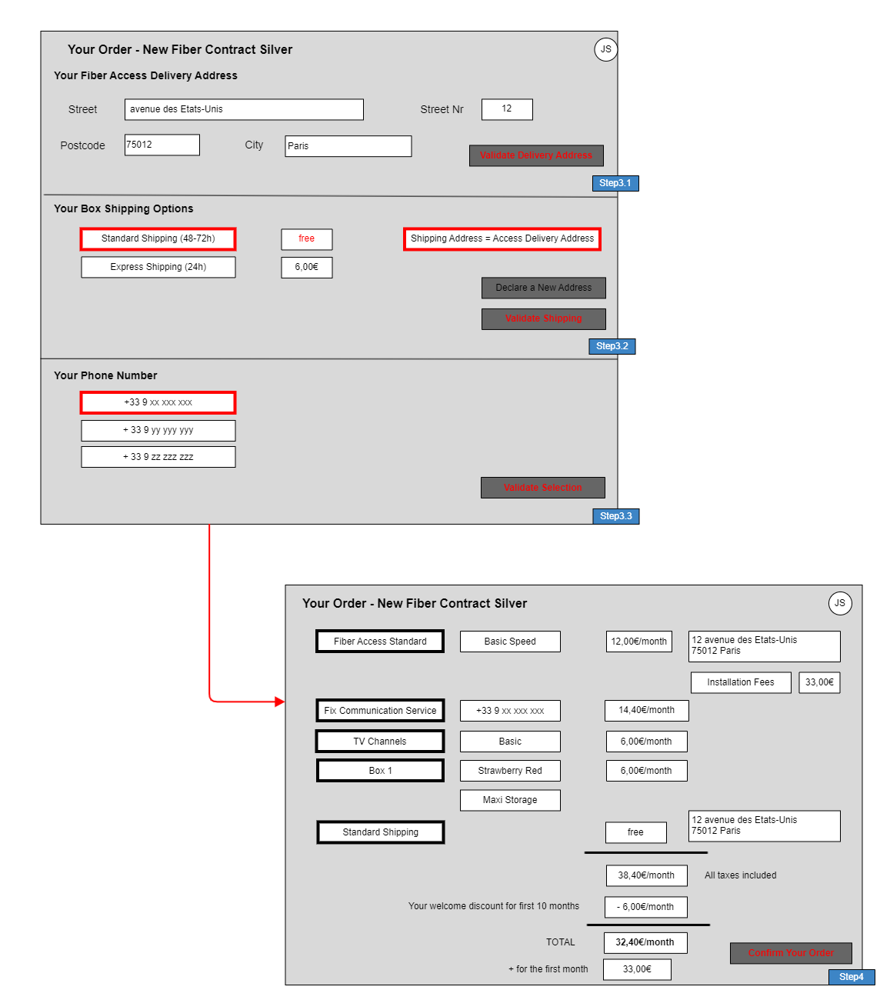 Your Order - New Fiber Contract Silver
JS
Your Fiber Access Delivery Address
Street
avenue des Etats-Unis
Street Nr
12
Postcode
75012
City
Paris
Validate Delivery Address
Step3.1
Your Box Shipping Options
Standard Shipping (48-72h)
free
Shipping Address = Access Delivery Address
Express Shipping (24h)
6,00€
Declare a New Address
Validate Shipping
Step3.2
Your Phone Number
+33 9 xx xxx xxx
+ 33 9 yy yyy yyy
+ 33 9 zz zzz zzz
Validate Selection
Step3.3
Your Order - New Fiber Contract Silver
JS
Fiber Access Standard
Basic Speed
12,00€/month
12 avenue des Etats-Unis
75012 Paris
Installation Fees
33,00€
Fix Communication Service
+33 9 xx xxx xxx
14,40€/month
TV Channels
Basic
6,00€/month
Box 1
Strawberry Red
6,00€/month
Maxi Storage
Standard Shipping
free
12 avenue des Etats-Unis
75012 Paris
38,40€/month
All taxes included
Your welcome discount for first 10 months
- 6,00€/month
TOTAL
32,40€/month
Confirm Your Order
+ for the first month
33,00€
Step4